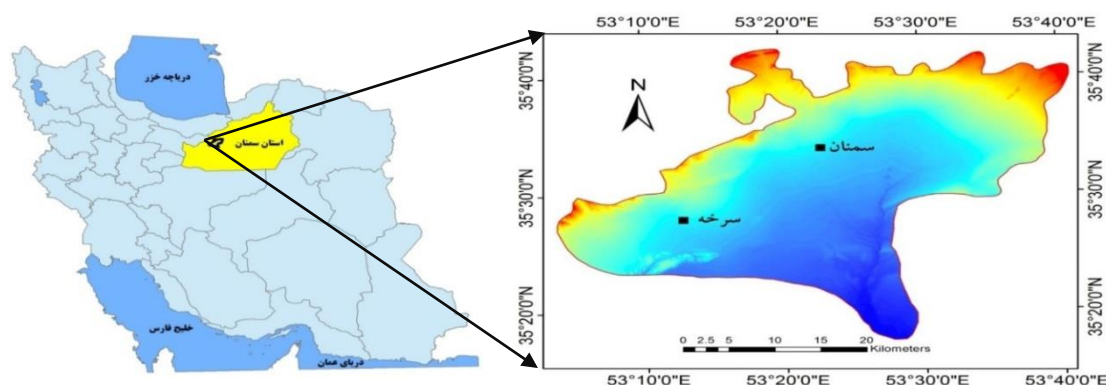 دریاچه خزر
استان سمنان
خلیج فارس
دریای عمان
53°10'0"E 53°20'0"E 53°30'0"E 53°40'0"E
35°40'0"N
35°30'0"N
35°20'0"N
N
سمنان
سرخه
35°40'0"N
35°30'0"N
35°20'0"N
0 2.5 5 10 15 20
Kilometers
53°10'0"E 53°20'0"E 53°30'0"E 53°40'0"E